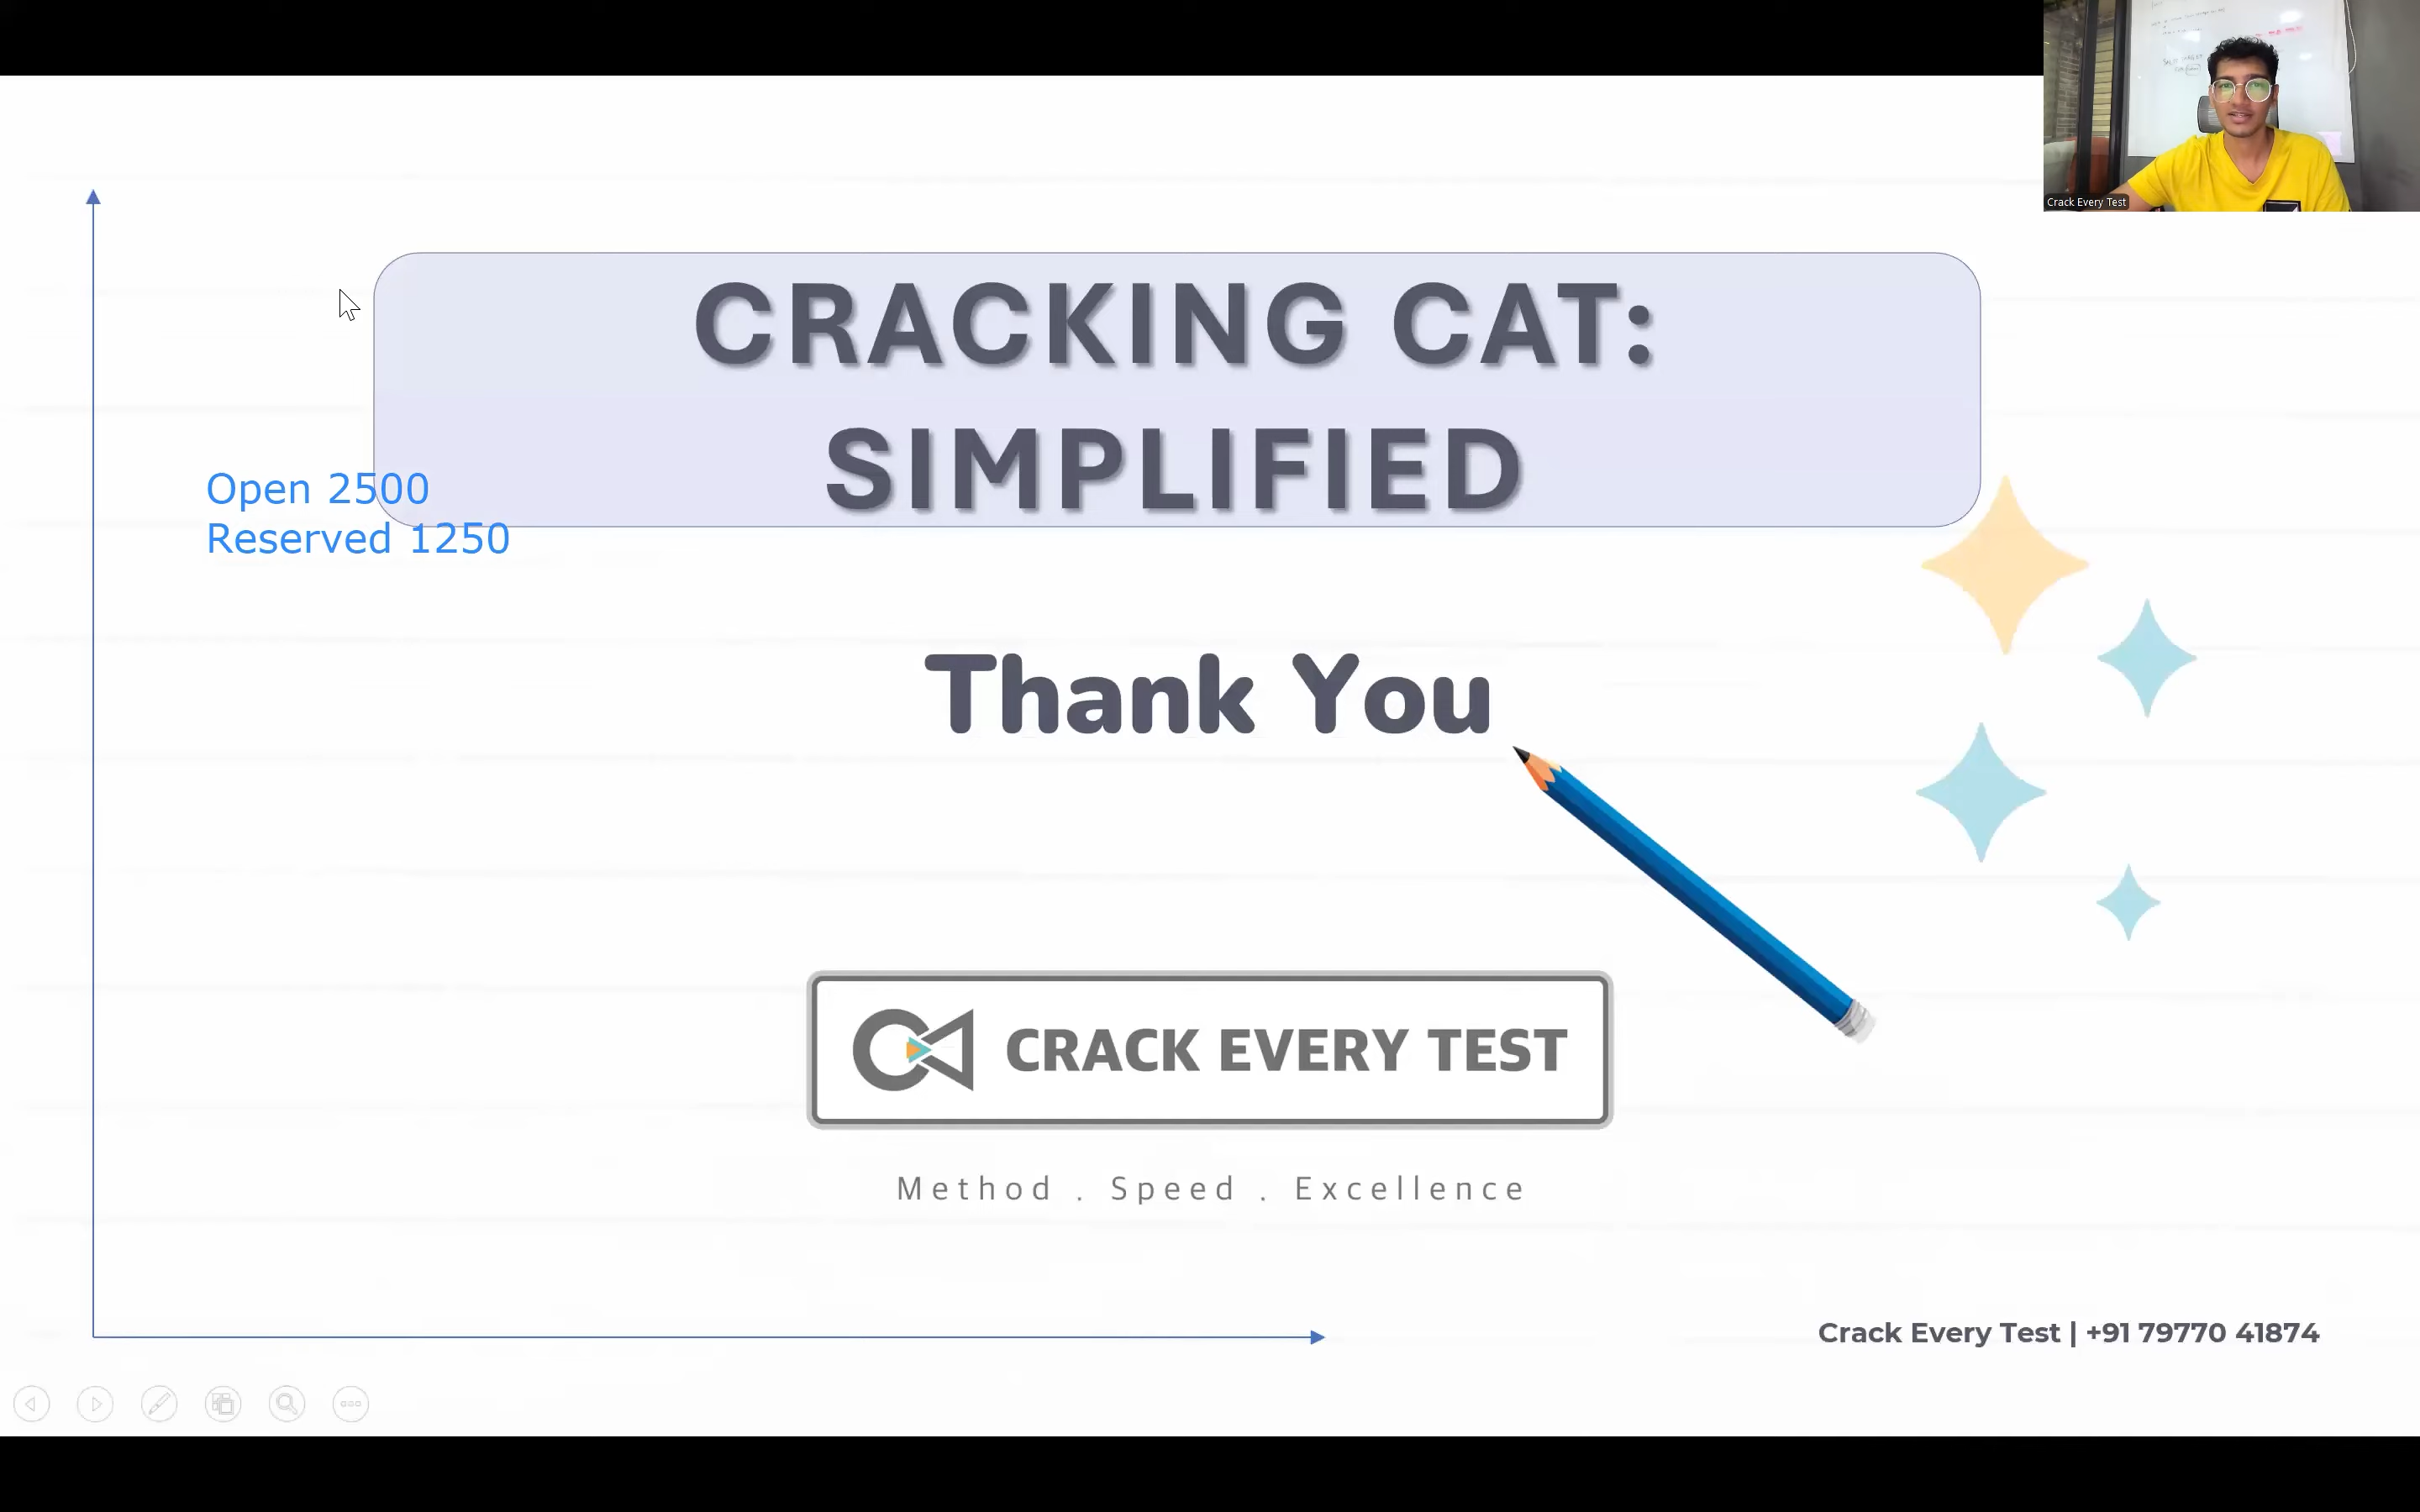 Crack Every Test
CRACKING CAT:
SIMPLIFIED
Open 2500
Reserved 1250
Thank You
CRACK EVERY TEST
Method . Speed . Excellence
Crack Every Test | +91 79770 41874